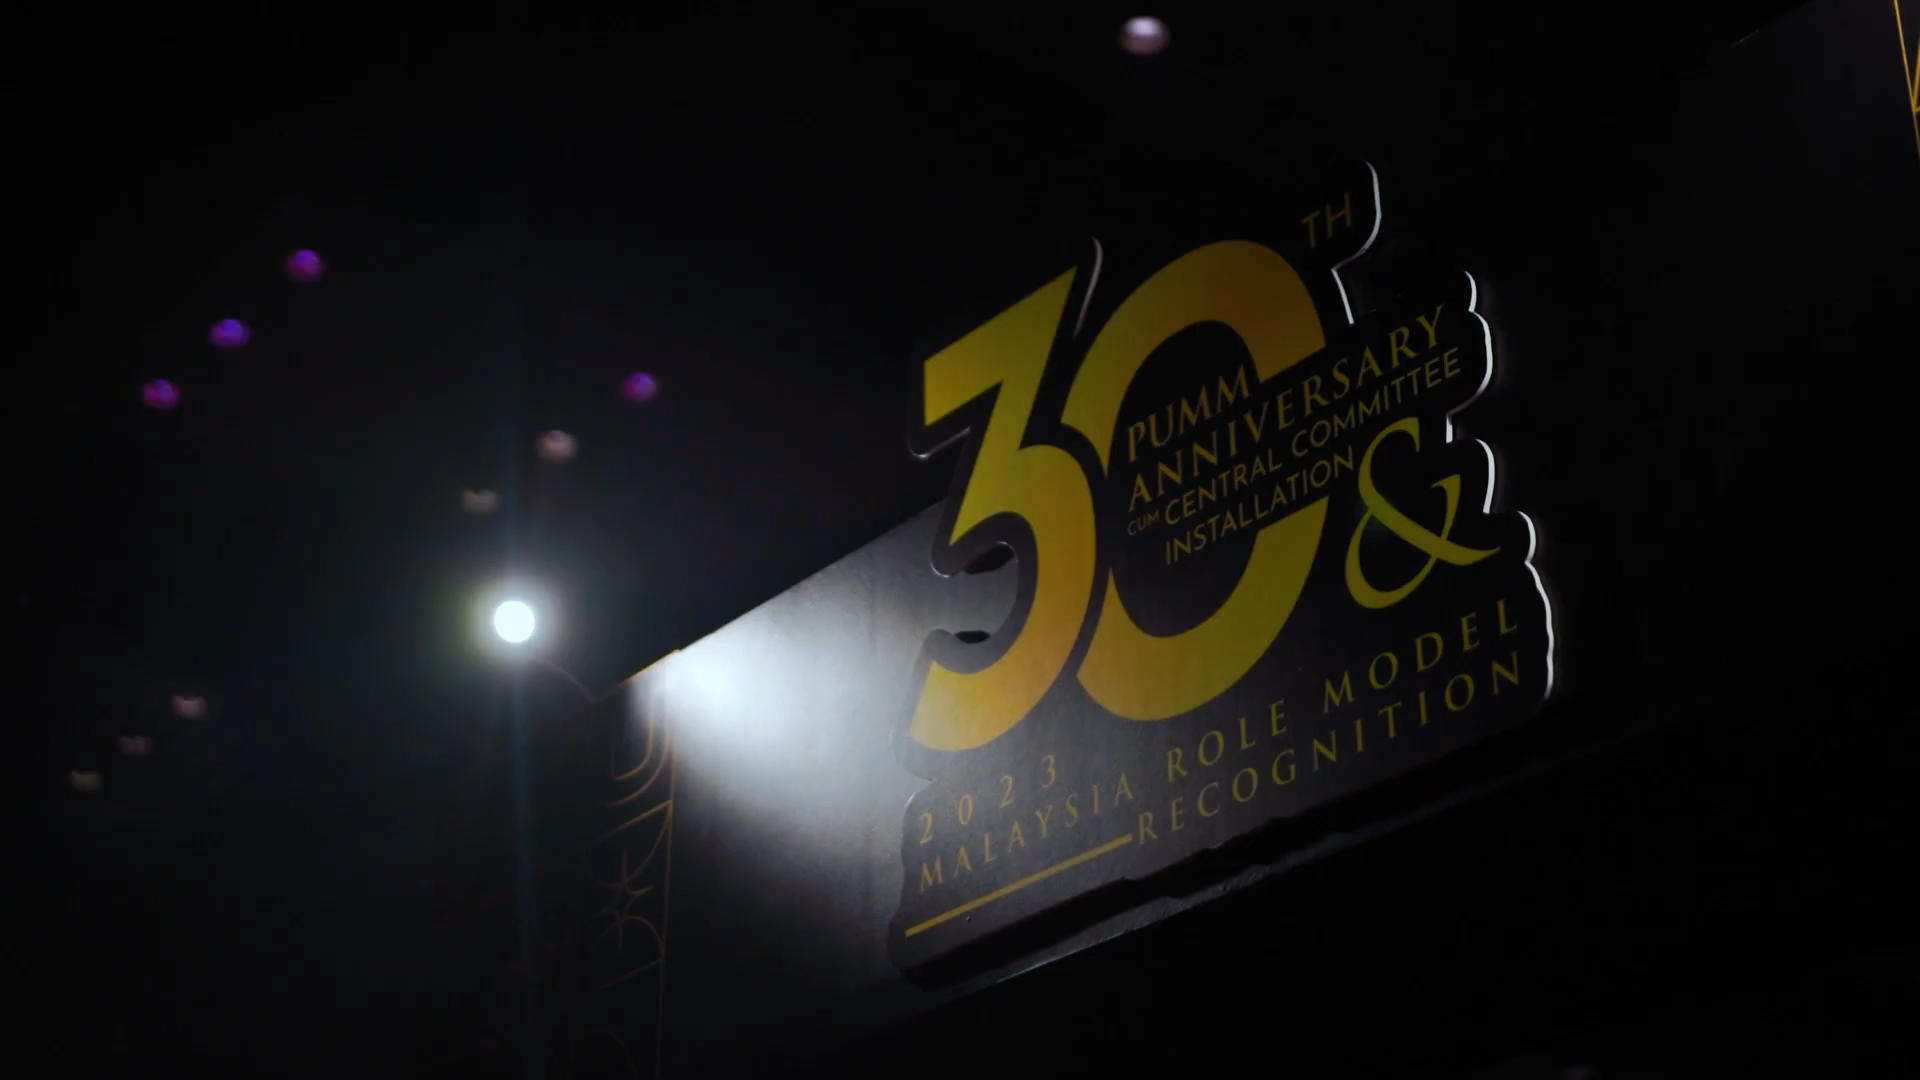 30TH
PUMM
ANNIVERSARY
CUM CENTRAL COMMITTEE
INSTALLATION
&
2023
MALAYSIA ROLE MODEL
RECOGNITION